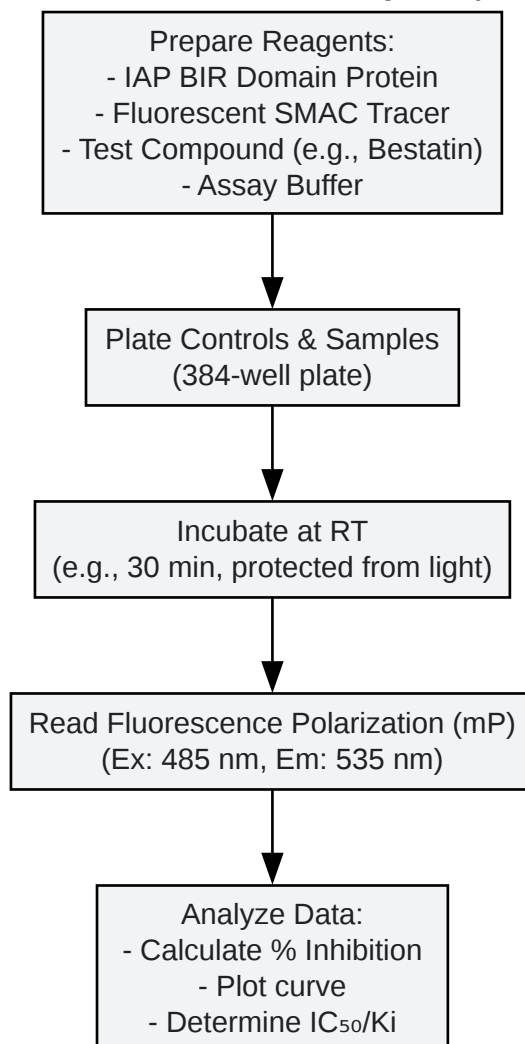 Prepare Reagents:
- IAP BIR Domain Protein
- Fluorescent SMAC Tracer
- Test Compound (e.g., Bestatin)
- Assay Buffer
Plate Controls & Samples
(384-well plate)
Incubate at RT
(e.g., 30 min, protected from light)
Read Fluorescence Polarization (mP)
(Ex: 485 nm, Em: 535 nm)
Analyze Data:
- Calculate % Inhibition
- Plot curve
- Determine IC₅₀/Ki